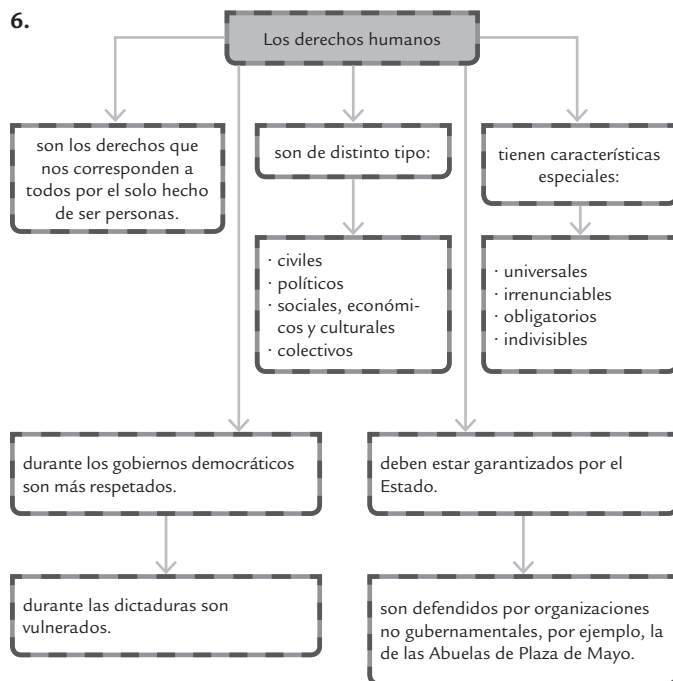 6.
Los derechos humanos
son los derechos que
nos corresponden a
todos por el solo hecho
de ser personas.
son de distinto tipo:
tienen características
especiales:
· civiles
· políticos
· sociales, económi-
cos y culturales
· colectivos
· universales
· irrenunciables
· obligatorios
· indivisibles
durante los gobiernos democráticos
son más respetados.
deben estar garantizados por el
Estado.
durante las dictaduras son
vulnerados.
son defendidos por organizaciones
no gubernamentales, por ejemplo, la
de las Abuelas de Plaza de Mayo.